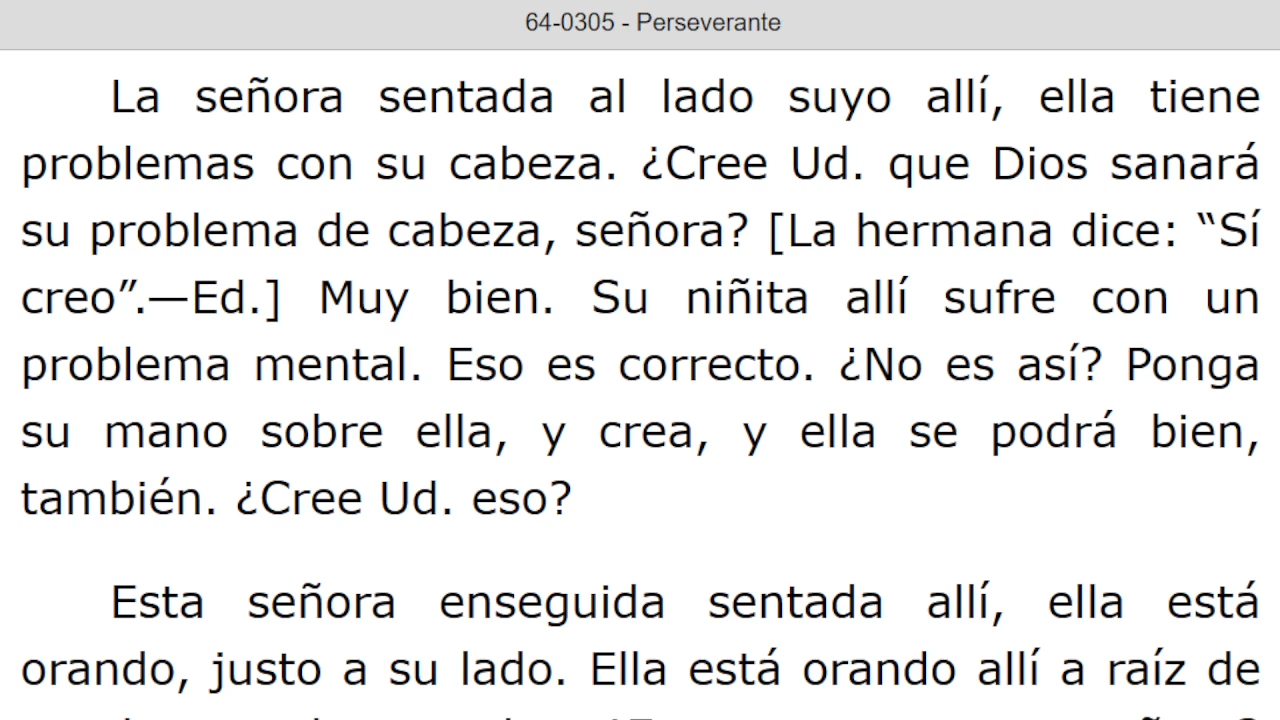 64-0305 - Perseverante
La señora sentada al lado suyo allí, ella tiene
problemas con su cabeza. ¿Cree Ud. que Dios sanará
su problema de cabeza, señora? [La hermana dice: “Sí
creo”.—Ed.] Muy bien. Su niñita allí sufre con un
problema mental. Eso es correcto. ¿No es así? Ponga
su mano sobre ella, y crea, y ella se podrá bien,
también. ¿Cree Ud. eso?
Esta señora enseguida sentada allí, ella está
orando, justo a su lado. Ella está orando allí a raíz de